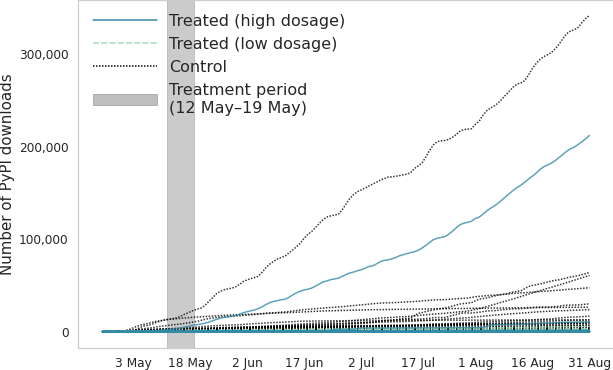 Treated (high dosage)
Treated (low dosage)
Control
Treatment period
(12 May–19 May)
Number of PyPI downloads
300,000
200,000
100,000
0
3 May 18 May 2 Jun 17 Jun 2 Jul 17 Jul 1 Aug 16 Aug 31 Aug